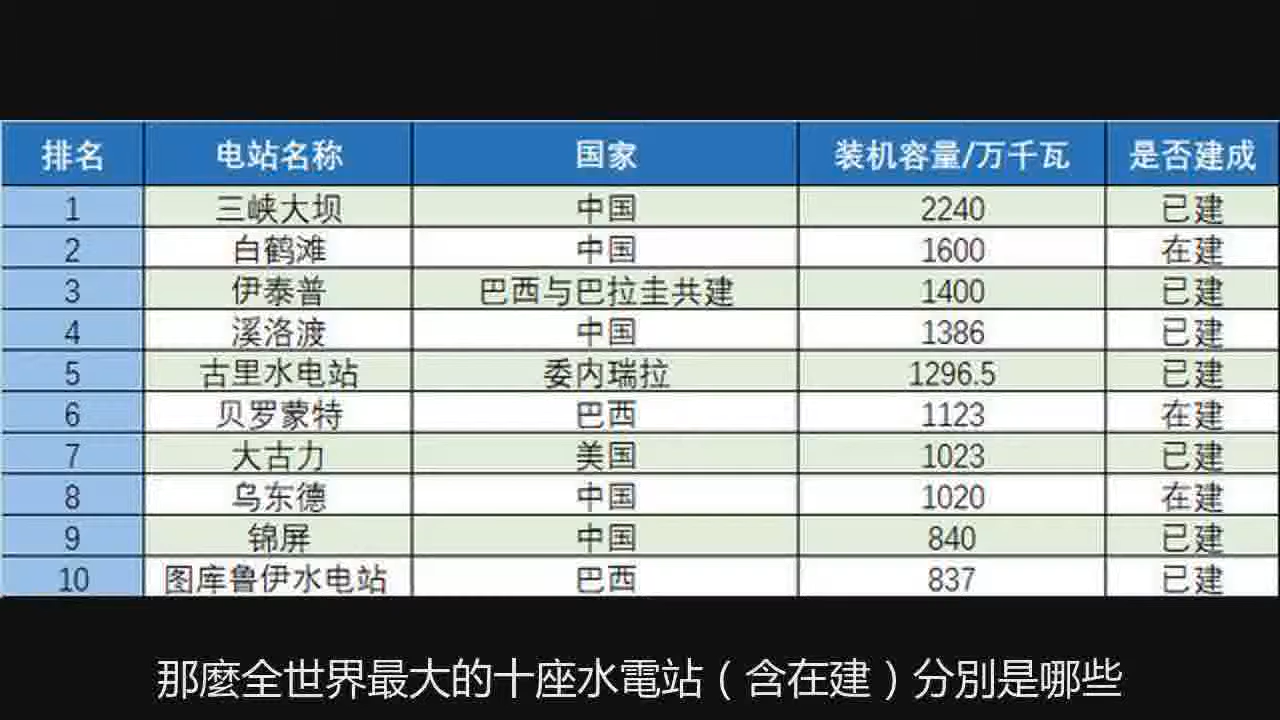 排名 电站名称 国家 装机容量/万千瓦 是否建成
1 三峡大坝 中国 2240 已建
2 白鹤滩 中国 1600 在建
3 伊泰普 巴西与巴拉圭共建 1400 已建
4 溪洛渡 中国 1386 已建
5 古里水电站 委内瑞拉 1296.5 已建
6 贝罗蒙特 巴西 1123 在建
7 大古力 美国 1023 已建
8 乌东德 中国 1020 在建
9 锦屏 中国 840 已建
10 图库鲁伊水电站 巴西 837 已建
那麼全世界最大的十座水電站（含在建）分別是哪些